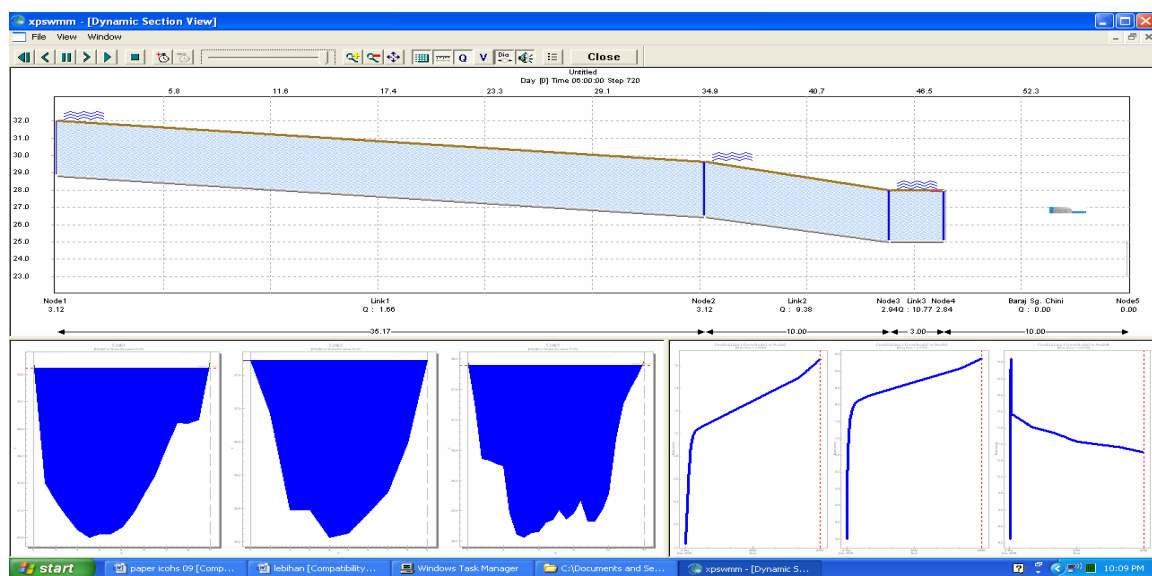 xpswmm - [Dynamic Section View]
File View Window
Q V Dia Close
Untitled
Day [0] Time 06:00:00 Step 720
5.8 11.6 17.4 23.3 29.1 34.9 40.7 46.5 52.3
32.0
31.0
30.0
29.0
28.0
27.0
26.0
25.0
24.0
23.0
Node1 Link1 Node2 Link2 Node3 Link3 Node4 Baraj Sg. Chini Node5
3.12 Q : 1.66 3.12 Q : 9.38 2.94Q : 10.77 2.84 Q : 0.00 0.00
35.17 10.00 3.00 10.00
start paper icohs 09 [Comp... lebihan [Compatibility... Windows Task Manager C:\Documents and Se... xpswmm - [Dynamic S... 10:09 PM